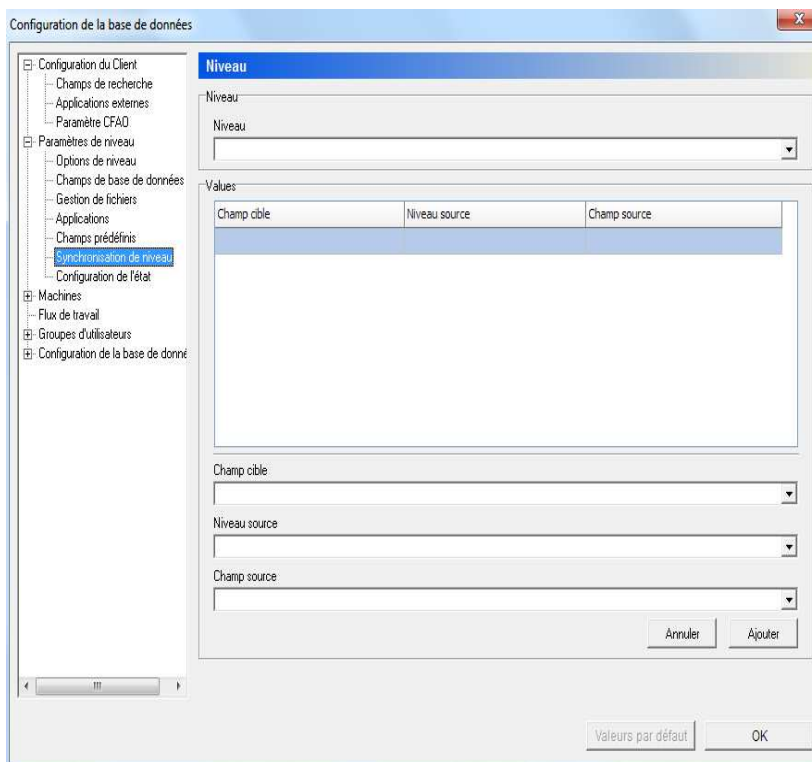 Configuration de la base de données
Configuration du Client
Champs de recherche
Applications externes
Paramètre CFAO
Paramètres de niveau
Options de niveau
Champs de base de données
Gestion de fichiers
Applications
Champs prédéfinis
Synchronisation de niveau
Configuration de l'état
Machines
Flux de travail
Groupes d'utilisateurs
Configuration de la base de donné
Niveau
Niveau
Niveau
Values
Champ cible Niveau source Champ source
Champ cible
Niveau source
Champ source
Annuler Ajouter
Valeurs par défaut OK